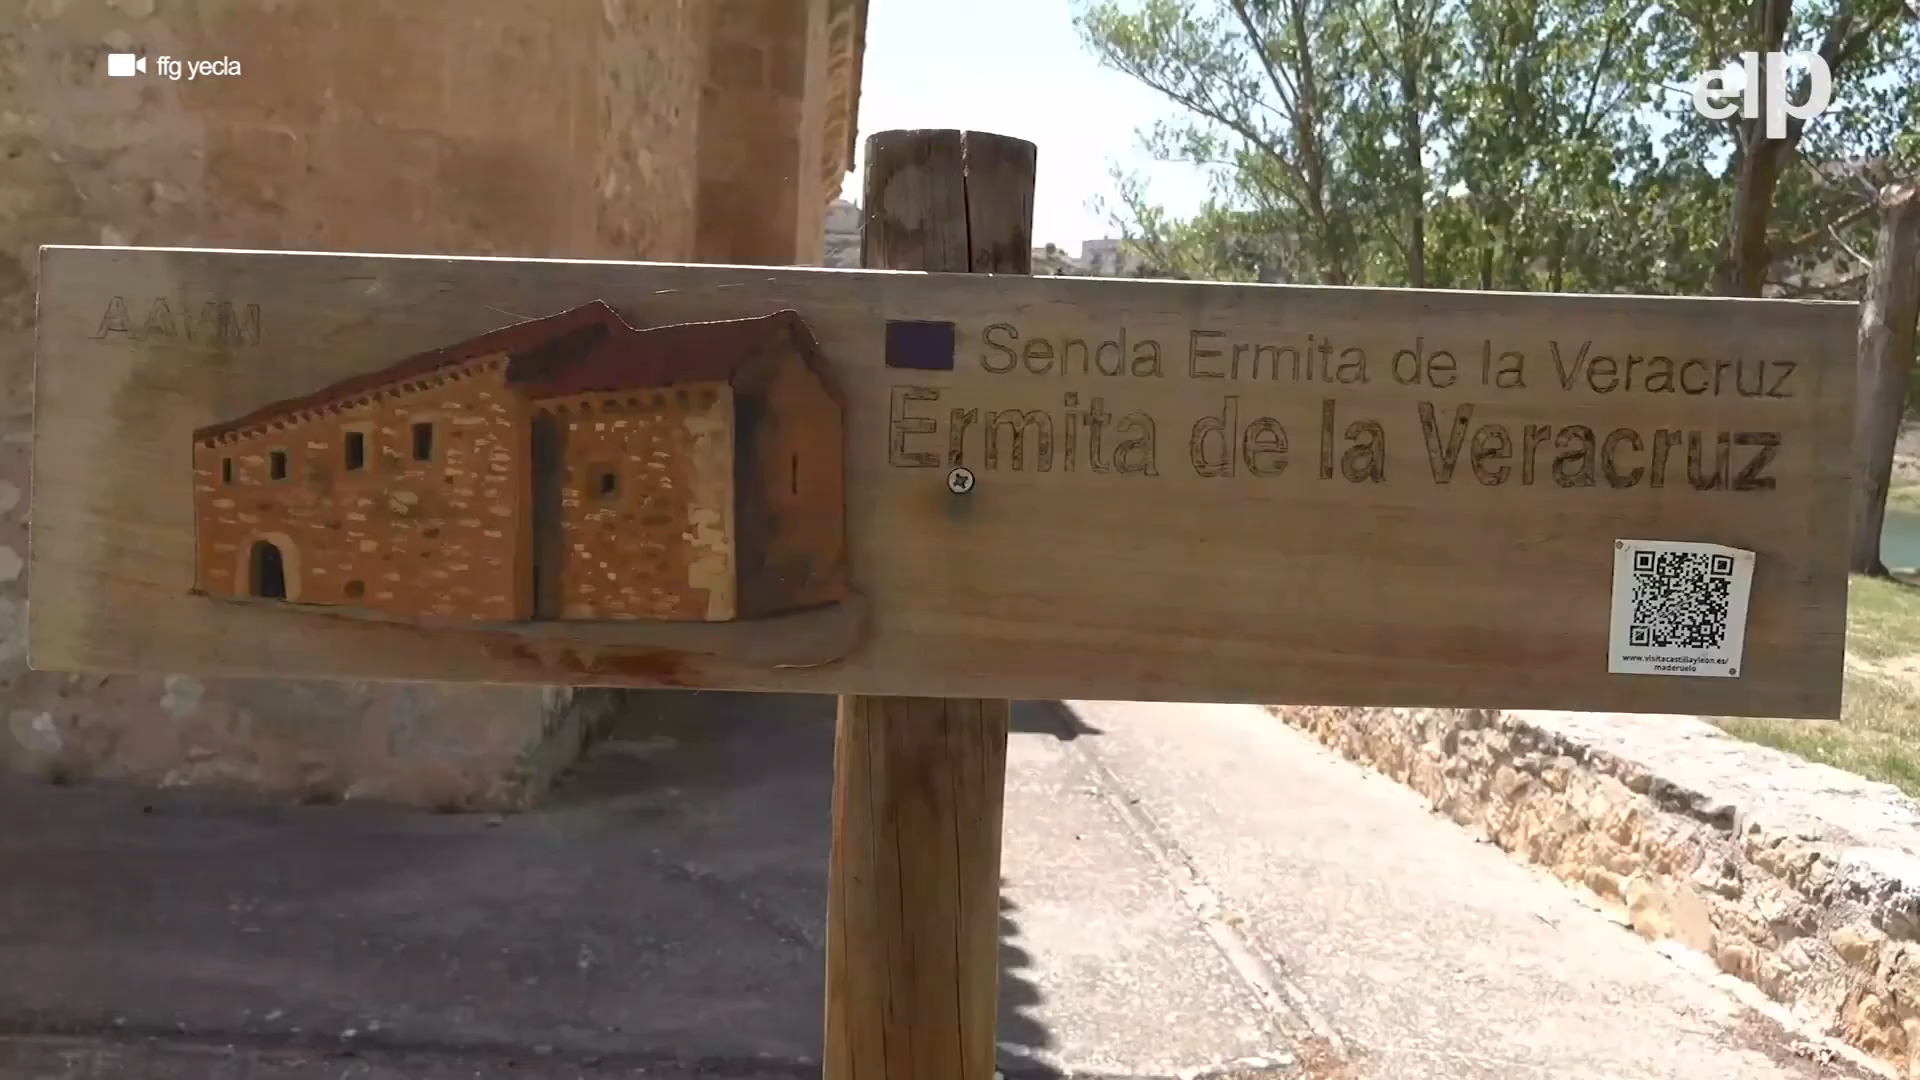 ffg yecla
elp
AAVM
Senda Ermita de la Veracruz
Ermita de la Veracruz
www.visitacastillayleon.es/
maderuelo